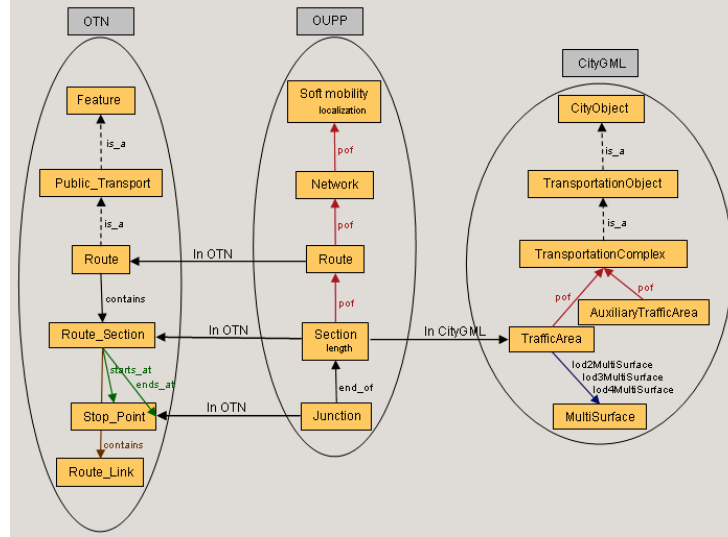 OTN
OUPP
CityGML
Feature
is_a
Public_Transport
is_a
Route
contains
Route_Section
starts_at
ends_at
Stop_Point
contains
Route_Link
In OTN
In OTN
In OTN
Soft mobility
localization
pof
Network
pof
Route
pof
Section
length
end_of
Junction
In CityGML
CityObject
is_a
TransportationObject
is_a
TransportationComplex
pof
pof
AuxiliaryTrafficArea
TrafficArea
lod2MultiSurface
lod3MultiSurface
lod4MultiSurface
MultiSurface